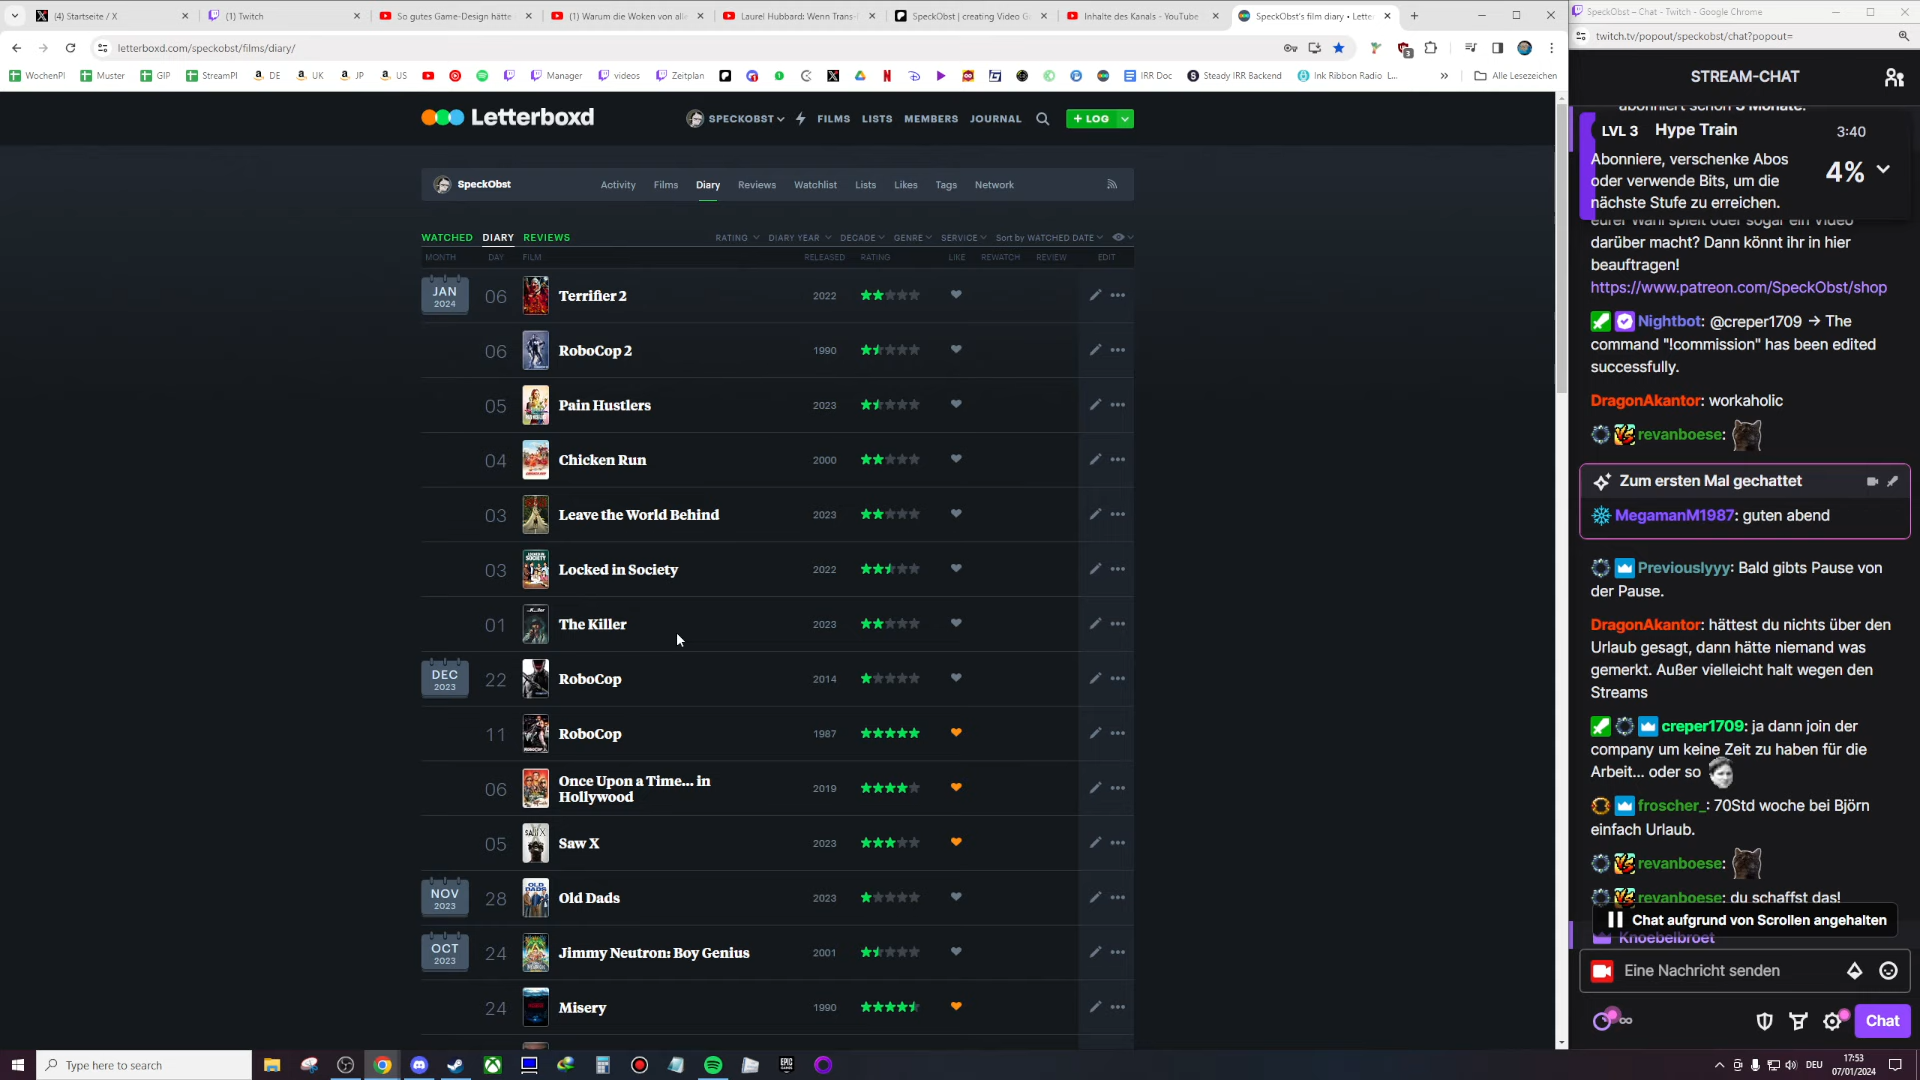 (4) Startseite / X
(1) Twitch
So gutes Game-Design hätte
(1) Warum die Woken von alle
Laurel Hubbard: Wenn Trans-
SpeckObst | creating Video G
Inhalte des Kanals - YouTube
SpeckObst's film diary • Lette
SpeckObst – Chat - Twitch - Google Chrome
letterboxd.com/speckobst/films/diary/
twitch.tv/popout/speckobst/chat?popout=
WochenPl
Muster
GIP
StreamPl
DE
UK
JP
US
Manager
videos
Zeitplan
IRR Doc
Steady IRR Backend
Ink Ribbon Radio L...
Alle Lesezeichen
Letterboxd
SPECKOBST
FILMS
LISTS
MEMBERS
JOURNAL
+ LOG
SpeckObst
Activity
Films
Diary
Reviews
Watchlist
Lists
Likes
Tags
Network
WATCHED DIARY REVIEWS
RATING
DIARY YEAR
DECADE
GENRE
SERVICE
Sort by WATCHED DATE
MONTH DAY FILM RELEASED RATING LIKE REWATCH REVIEW EDIT
JAN 2024 06 Terrifier 2 2022
06 RoboCop 2 1990
05 Pain Hustlers 2023
04 Chicken Run 2000
03 Leave the World Behind 2023
03 Locked in Society 2022
01 The Killer 2023
DEC 2023 22 RoboCop 2014
11 RoboCop 1987
06 Once Upon a Time... in
Hollywood 2019
05 Saw X 2023
NOV 2023 28 Old Dads 2023
OCT 2023 24 Jimmy Neutron: Boy Genius 2001
24 Misery 1990
STREAM-CHAT
LVL 3 Hype Train 3:40
Abonniere, verschenke Abos
oder verwende Bits, um die
nächste Stufe zu erreichen.
4%
darüber macht? Dann könnt ihr in hier
beauftragen!
https://www.patreon.com/SpeckObst/shop
Nightbot: @creper1709 → The
command "!commission" has been edited
successfully.
DragonAkantor: workaholic
revanboese:
Zum ersten Mal gechattet
MegamanM1987: guten abend
Previouslyyy: Bald gibts Pause von
der Pause.
DragonAkantor: hättest du nichts über den
Urlaub gesagt, dann hätte niemand was
gemerkt. Außer vielleicht halt wegen den
Streams
creper1709: ja dann join der
company um keine Zeit zu haben für die
Arbeit... oder so
froscher_: 70Std woche bei Björn
einfach Urlaub.
revanboese:
revanboese: du schaffst das!
Chat aufgrund von Scrollen angehalten
Knoebelbroet
Eine Nachricht senden
Chat
Type here to search
DEU
17:53
07/01/2024